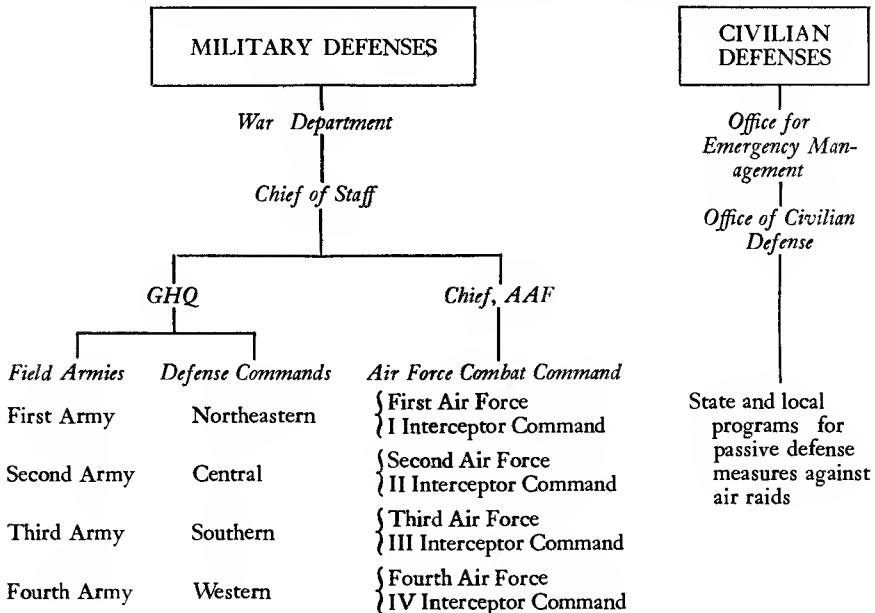 MILITARY DEFENSES
War Department
Chief of Staff
GHQ
Chief, AAF
Field Armies
Defense Commands
Air Force Combat Command
First Army
Northeastern
First Air Force
I Interceptor Command
Second Army
Central
Second Air Force
II Interceptor Command
Third Army
Southern
Third Air Force
III Interceptor Command
Fourth Army
Western
Fourth Air Force
IV Interceptor Command
CIVILIAN
DEFENSES
Office for
Emergency Man-
agement
Office of Civilian
Defense
State and local
programs for
passive defense
measures against
air raids